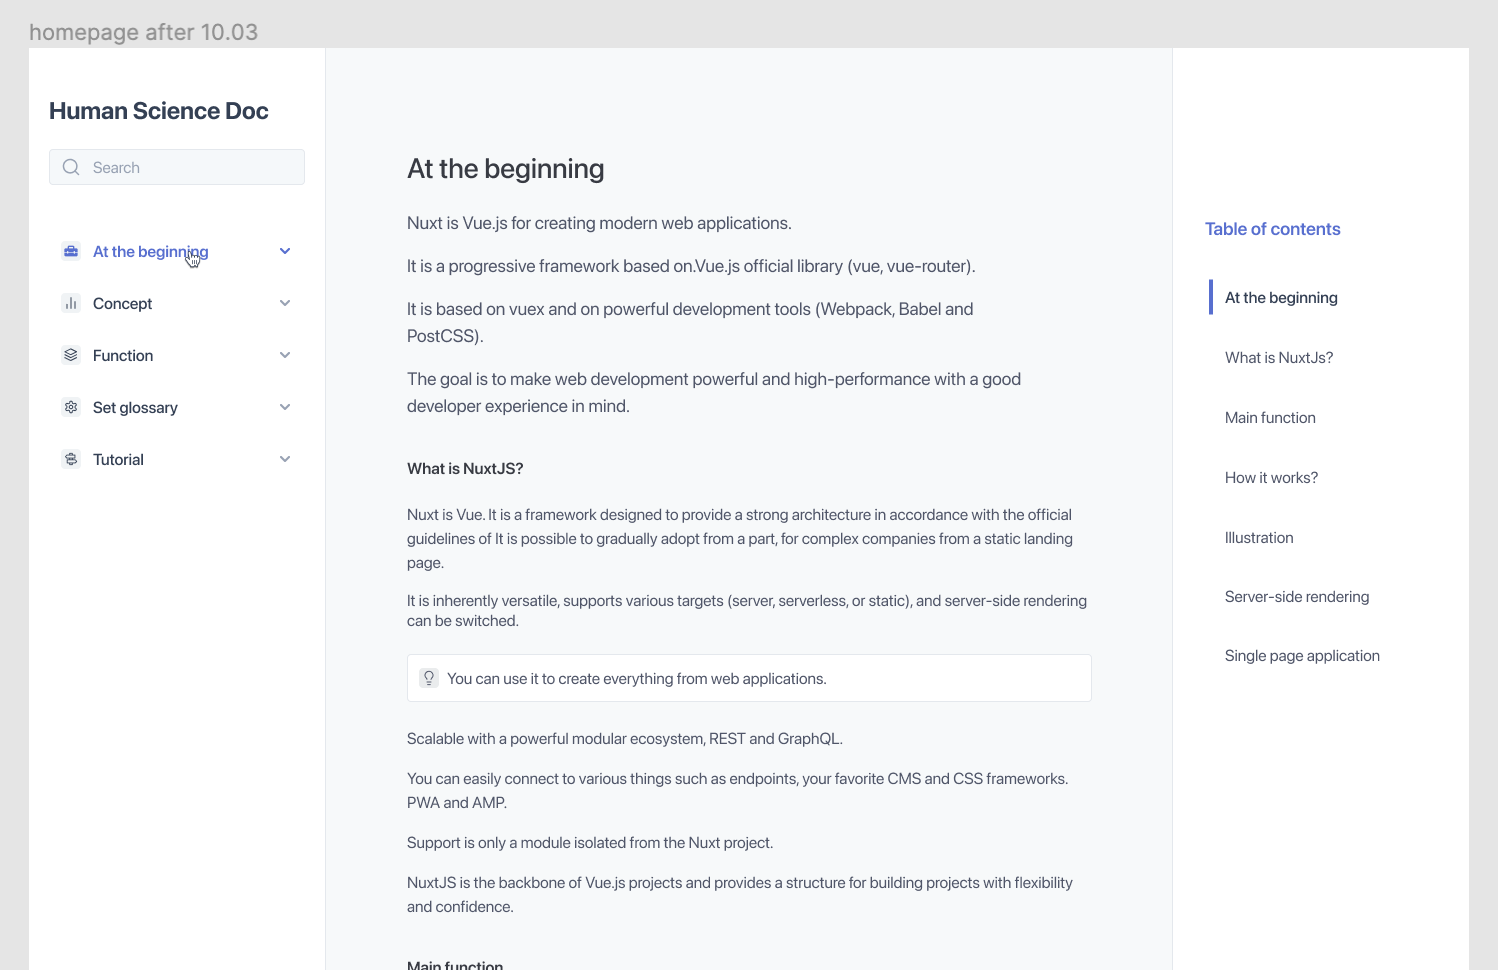 homepage after 10.03
Human Science Doc
Search
At the beginning
Concept
Function
Set glossary
Tutorial
At the beginning
Nuxt is Vue.js for creating modern web applications.
It is a progressive framework based on.Vue.js official library (vue, vue-router).
It is based on vuex and on powerful development tools (Webpack, Babel and
PostCSS).
The goal is to make web development powerful and high-performance with a good
developer experience in mind.
What is NuxtJS?
Nuxt is Vue. It is a framework designed to provide a strong architecture in accordance with the official
guidelines of It is possible to gradually adopt from a part, for complex companies from a static landing
page.
It is inherently versatile, supports various targets (server, serverless, or static), and server-side rendering
can be switched.
You can use it to create everything from web applications.
Scalable with a powerful modular ecosystem, REST and GraphQL.
You can easily connect to various things such as endpoints, your favorite CMS and CSS frameworks.
PWA and AMP.
Support is only a module isolated from the Nuxt project.
NuxtJS is the backbone of Vue.js projects and provides a structure for building projects with flexibility
and confidence.
Main function
Table of contents
At the beginning
What is NuxtJs?
Main function
How it works?
Illustration
Server-side rendering
Single page application